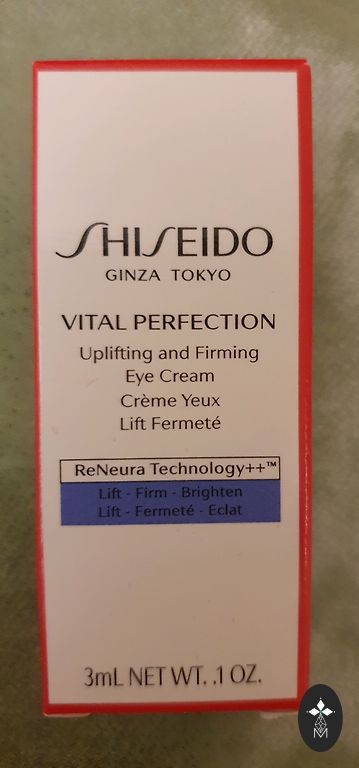 SHISEIDO
GINZA TOKYO
VITAL PERFECTION
Uplifting and Firming
Eye Cream
Crème Yeux
Lift Fermeté
ReNeura Technology++™
Lift - Firm - Brighten
Lift - Fermeté - Eclat
3mL NET WT. .1 OZ.
M